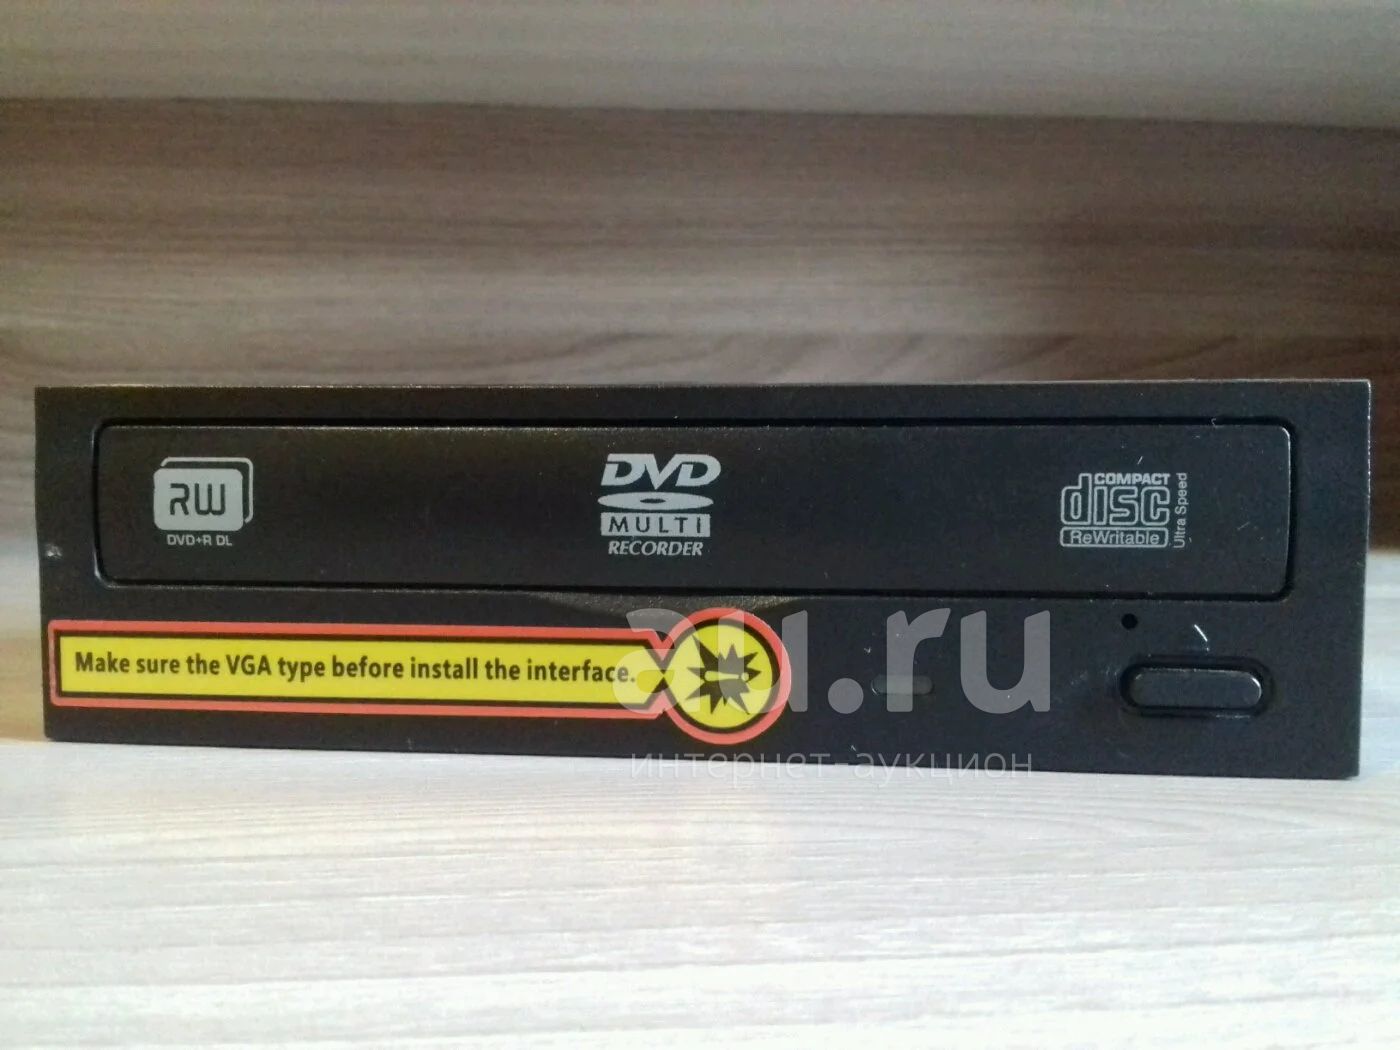 RW
DVD+R DL
DVD
MULTI
RECORDER
COMPACT
disc
ReWritable
Ultra Speed
Make sure the VGA type before install the interface.
au.ru
интернет-аукцион